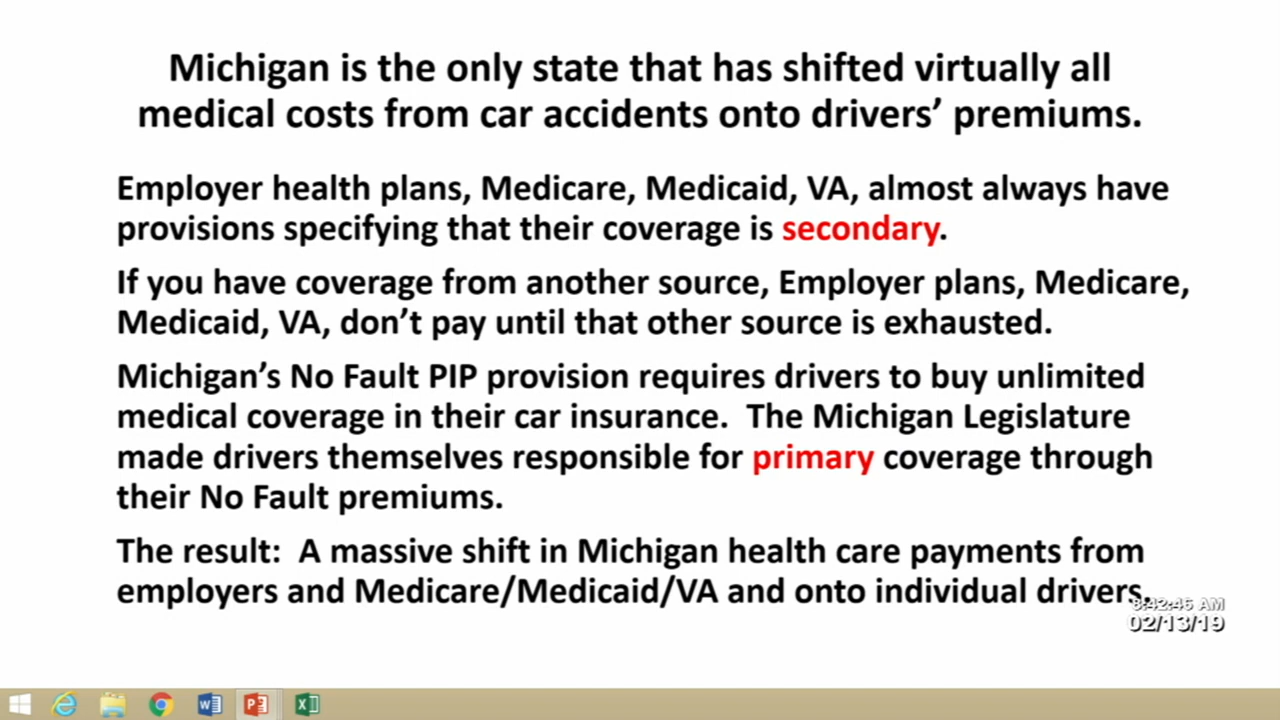 Michigan is the only state that has shifted virtually all
medical costs from car accidents onto drivers’ premiums.
Employer health plans, Medicare, Medicaid, VA, almost always have
provisions specifying that their coverage is secondary.
If you have coverage from another source, Employer plans, Medicare,
Medicaid, VA, don’t pay until that other source is exhausted.
Michigan’s No Fault PIP provision requires drivers to buy unlimited
medical coverage in their car insurance.  The Michigan Legislature
made drivers themselves responsible for primary coverage through
their No Fault premiums.
The result:  A massive shift in Michigan health care payments from
employers and Medicare/Medicaid/VA and onto individual drivers.
8:42:46 AM
02/13/19